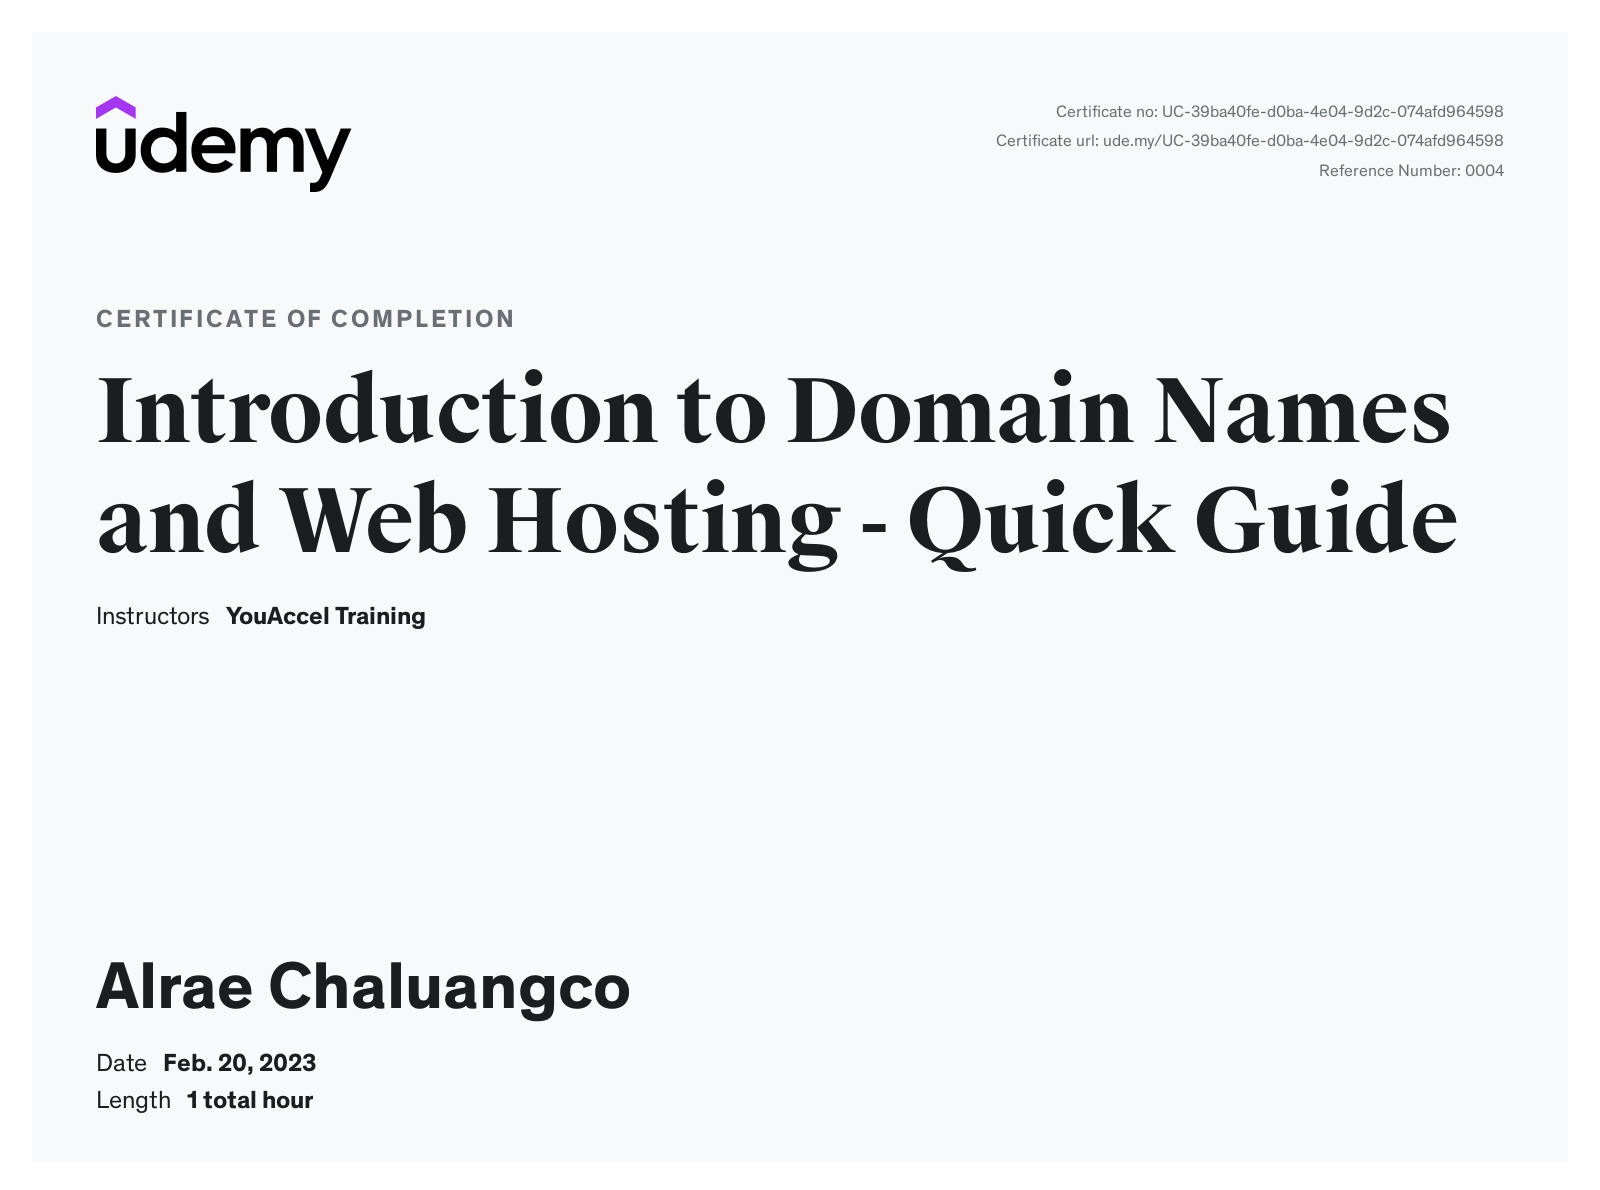 udemy
Certificate no: UC-39ba40fe-d0ba-4e04-9d2c-074afd964598
Certificate url: ude.my/UC-39ba40fe-d0ba-4e04-9d2c-074afd964598
Reference Number: 0004
CERTIFICATE OF COMPLETION
Introduction to Domain Names
and Web Hosting - Quick Guide
Instructors YouAccel Training
Alrae Chaluangco
Date Feb. 20, 2023
Length 1 total hour